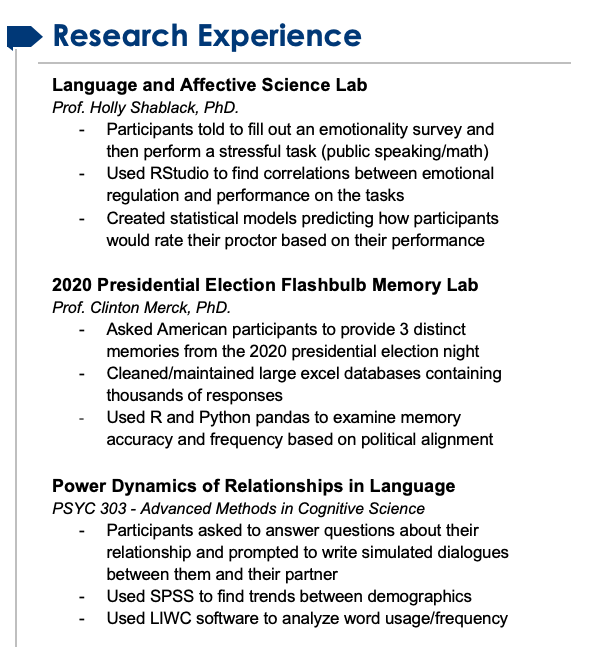 Research Experience
Language and Affective Science Lab
Prof. Holly Shablack, PhD.
- Participants told to fill out an emotionality survey and
then perform a stressful task (public speaking/math)
- Used RStudio to find correlations between emotional
regulation and performance on the tasks
- Created statistical models predicting how participants
would rate their proctor based on their performance
2020 Presidential Election Flashbulb Memory Lab
Prof. Clinton Merck, PhD.
- Asked American participants to provide 3 distinct
memories from the 2020 presidential election night
- Cleaned/maintained large excel databases containing
thousands of responses
- Used R and Python pandas to examine memory
accuracy and frequency based on political alignment
Power Dynamics of Relationships in Language
PSYC 303 - Advanced Methods in Cognitive Science
- Participants asked to answer questions about their
relationship and prompted to write simulated dialogues
between them and their partner
- Used SPSS to find trends between demographics
- Used LIWC software to analyze word usage/frequency